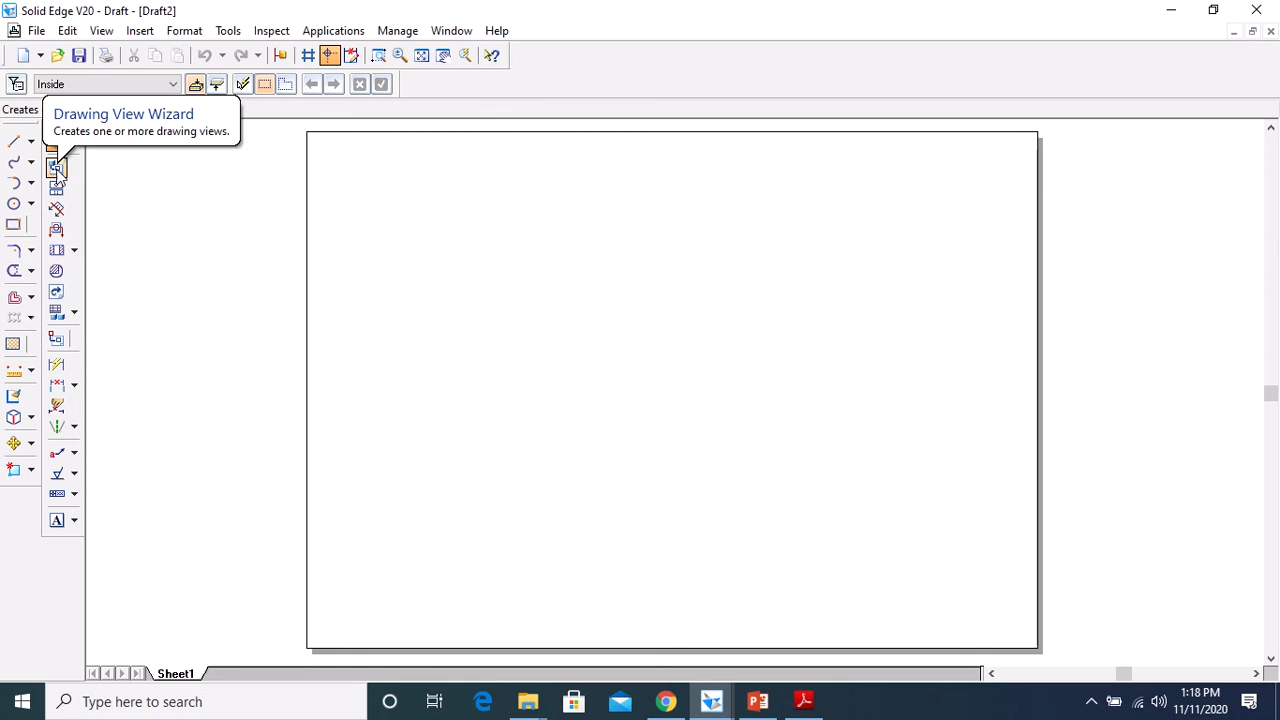 Solid Edge V20 - Draft - [Draft2]
File Edit View Insert Format Tools Inspect Applications Manage Window Help
Inside
Creates
Drawing View Wizard
Creates one or more drawing views.
A
Sheet1
Type here to search
1:18 PM
11/11/2020